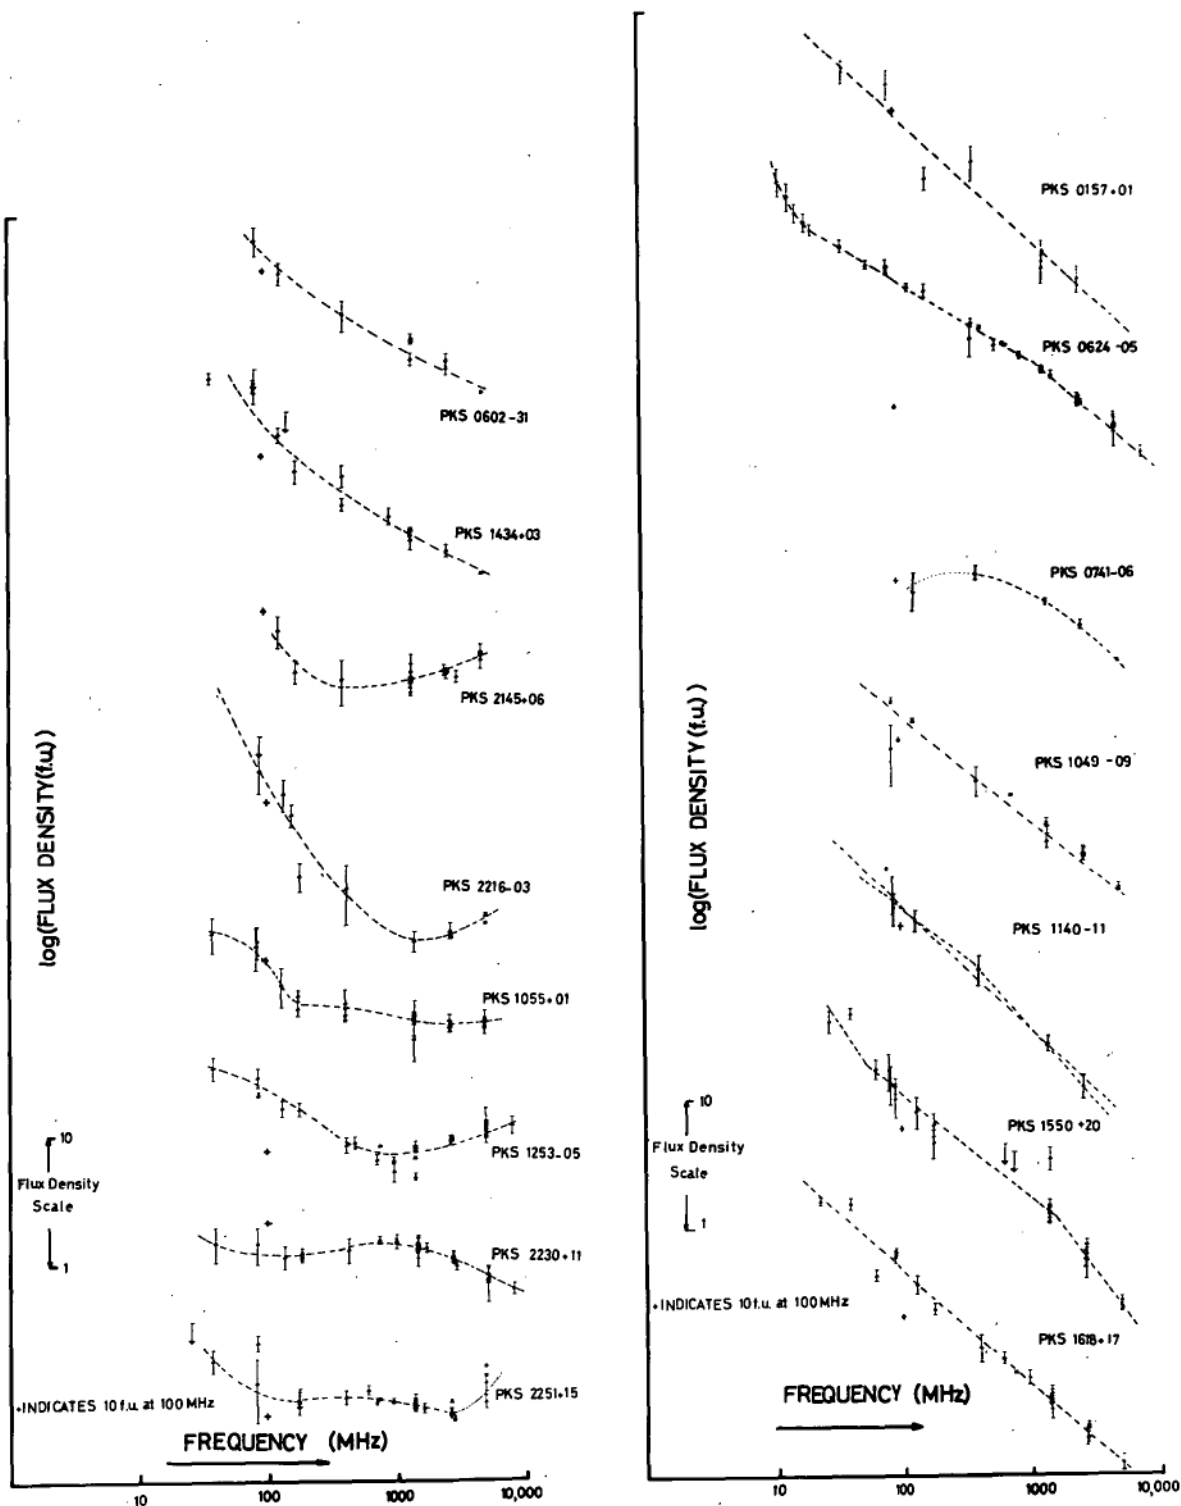 PKS 0602-31
PKS 1434+03
PKS 2145+06
PKS 2216-03
PKS 1055+01
PKS 1253-05
PKS 2230+11
PKS 2251+15
log(FLUX DENSITY(f.u.))
10
Flux Density
Scale
1
+INDICATES 10 f.u. at 100 MHz
FREQUENCY (MHz)
10
100
1000
10,000
PKS 0157+01
PKS 0624-05
PKS 0741-06
PKS 1049-09
PKS 1140-11
PKS 1550+20
PKS 1618+17
log(FLUX DENSITY(f.u.))
10
Flux Density
Scale
1
+INDICATES 10 f.u. at 100 MHz
FREQUENCY (MHz)
10
100
1000
10,000